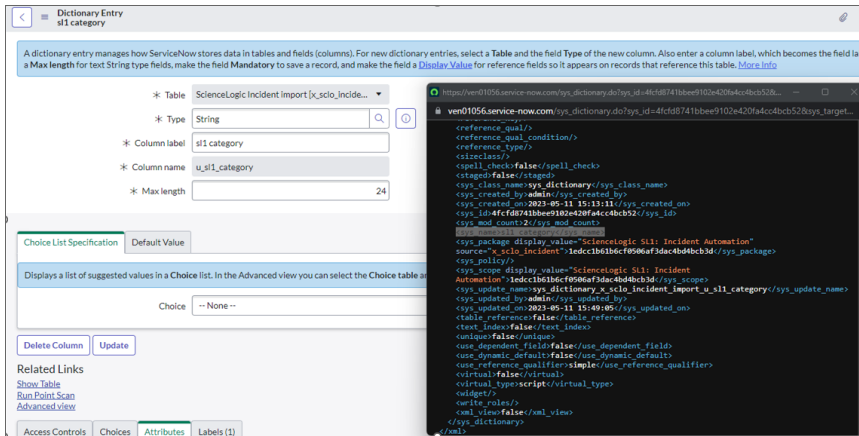 Dictionary Entry
sl1 category
A dictionary entry manages how ServiceNow stores data in tables and fields (columns). For new dictionary entries, select a Table and the field Type of the new column. Also enter a column label, which becomes the field la
a Max length for text String type fields, make the field Mandatory to save a record, and make the field a Display Value for reference fields so it appears on records that reference this table. More Info
Table
ScienceLogic Incident import [x_sclo_incide...
Type
String
Column label
sl1 category
Column name
u_sl1_category
Max length
24
Choice List Specification
Default Value
Displays a list of suggested values in a Choice list. In the Advanced view you can select the Choice table an
Choice
-- None --
Delete Column
Update
Related Links
Show Table
Run Point Scan
Advanced view
Access Controls
Choices
Attributes
Labels (1)
https://ven01056.service-now.com/sys_dictionary.do?sys_id=4fcfd8741bbee9102e420fa4cc4bcb52&...
ven01056.service-now.com/sys_dictionary.do?sys_id=4fcfd8741bbee9102e420fa4cc4bcb52&sys_target...
<reference_qual/>
<reference_qual_condition/>
<reference_type/>
<sizeclass/>
<spell_check>false</spell_check>
<staged>false</staged>
<sys_class_name>sys_dictionary</sys_class_name>
<sys_created_by>admin</sys_created_by>
<sys_created_on>2023-05-11 15:13:11</sys_created_on>
<sys_id>4fcfd8741bbee9102e420fa4cc4bcb52</sys_id>
<sys_mod_count>2</sys_mod_count>
<sys_name>sl1 category</sys_name>
<sys_package display_value="ScienceLogic SL1: Incident Automation"
source="x_sclo_incident">1edcc1b61b6cf0506af3dac4bd4bcb3d</sys_package>
<sys_policy/>
<sys_scope display_value="ScienceLogic SL1: Incident
Automation">1edcc1b61b6cf0506af3dac4bd4bcb3d</sys_scope>
<sys_update_name>sys_dictionary_x_sclo_incident_import_u_sl1_category</sys_update_name>
<sys_updated_by>admin</sys_updated_by>
<sys_updated_on>2023-05-11 15:49:05</sys_updated_on>
<table_reference>false</table_reference>
<text_index>false</text_index>
<unique>false</unique>
<use_dependent_field>false</use_dependent_field>
<use_dynamic_default>false</use_dynamic_default>
<use_reference_qualifier>simple</use_reference_qualifier>
<virtual>false</virtual>
<virtual_type>script</virtual_type>
<widget/>
<write_roles/>
<xml_view>false</xml_view>
</sys_dictionary>
</xml>